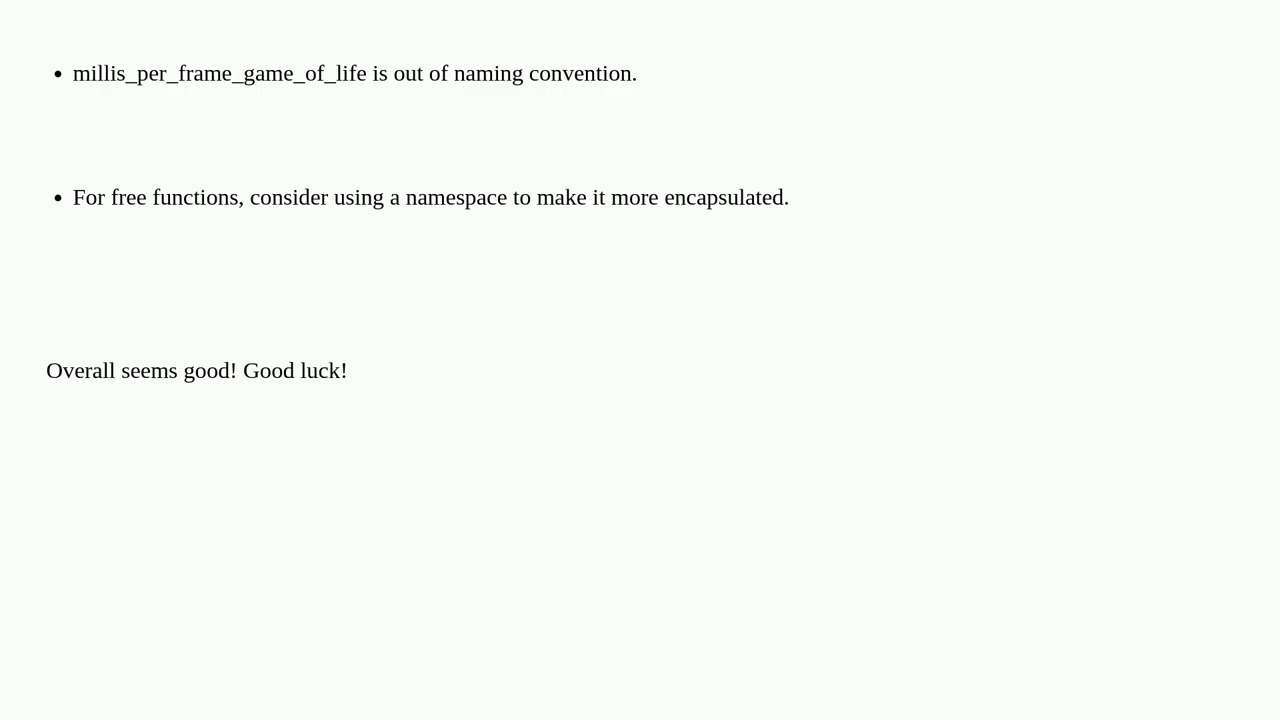 • millis_per_frame_game_of_life is out of naming convention.
• For free functions, consider using a namespace to make it more encapsulated.
Overall seems good! Good luck!